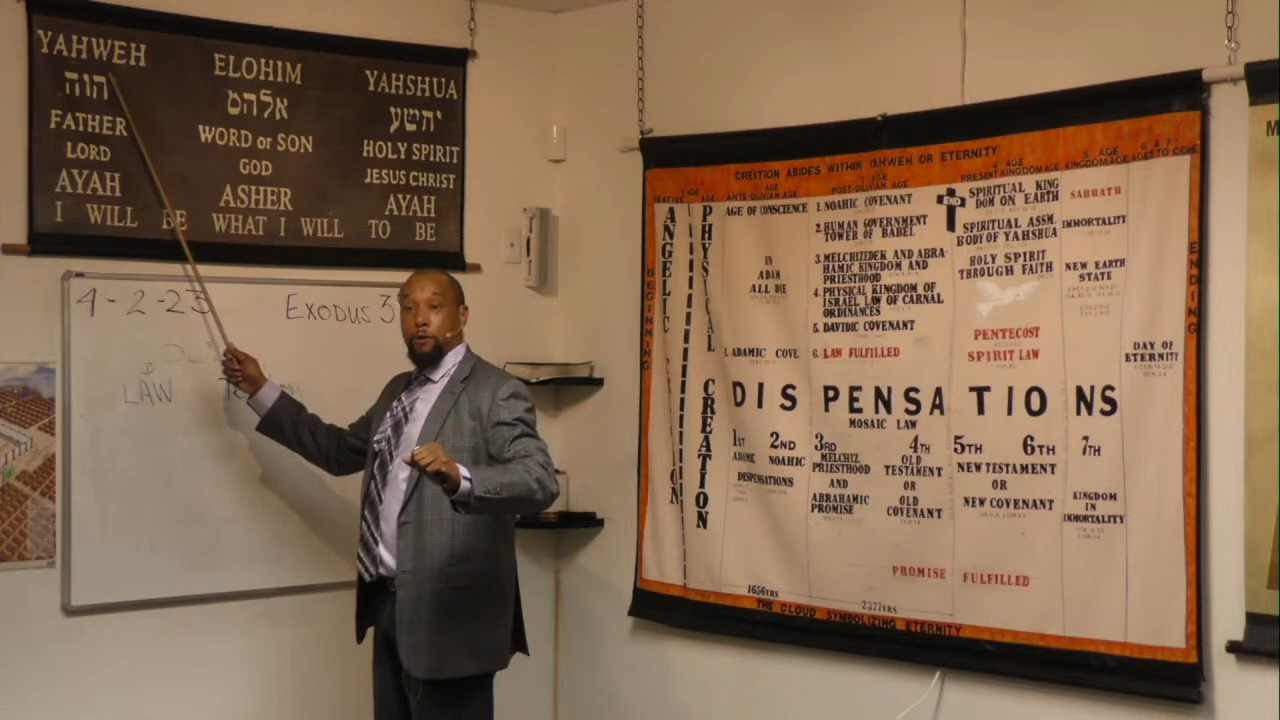 YAHWEH
ELOHIM
YAHSHUA
הוה
אלהם
יהשע
FATHER
WORD or SON
HOLY SPIRIT
LORD
GOD
JESUS CHRIST
AYAH
ASHER
AYAH
I WILL BE WHAT I WILL TO BE
4-2-23
EXODUS 3
LAW
CREATION ABIDES WITHIN YAHWEH OR ETERNITY
AGE
ANTE-DILUVIAN AGE
AGE
POST-DILUVIAN AGE
AGE
PRESENT KINGDOM AGE
AGE
KINGDOM AGE
AGES TO COME
BEGINNING
ANGELIC
PHYSICAL CREATION
AGE OF CONSCIENCE
IN
ADAM
ALL DIE
1. ADAMIC COVE.
1. NOAHIC COVENANT
2. HUMAN GOVERNMENT
TOWER OF BABEL
3. MELCHIZEDEK AND ABRA-
HAMIC KINGDOM AND
PRIESTHOOD
4. PHYSICAL KINGDOM OF
ISRAEL LAW OF CARNAL
ORDINANCES
5. DAVIDIC COVENANT
6. LAW FULFILLED
END
SPIRITUAL KING
DOM ON EARTH
SPIRITUAL ASSM.
BODY OF YAHSHUA
HOLY SPIRIT
THROUGH FAITH
PENTECOST
SPIRIT LAW
SABBATH
IMMORTALITY
NEW EARTH
STATE
DAY OF
ETERNITY
ENDING
DISPENSATIONS
MOSAIC LAW
1ST 2ND 3RD 4TH 5TH 6TH 7TH
ADAMIC NOAHIC
DISPENSATIONS
MELCHIZ.
PRIESTHOOD
AND
ABRAHAMIC
PROMISE
OLD
TESTAMENT
OR
OLD
COVENANT
NEW TESTAMENT
OR
NEW COVENANT
KINGDOM
IN
IMMORTALITY
PROMISE FULFILLED
1656YRS.
2377YRS.
THE CLOUD SYMBOLIZING ETERNITY